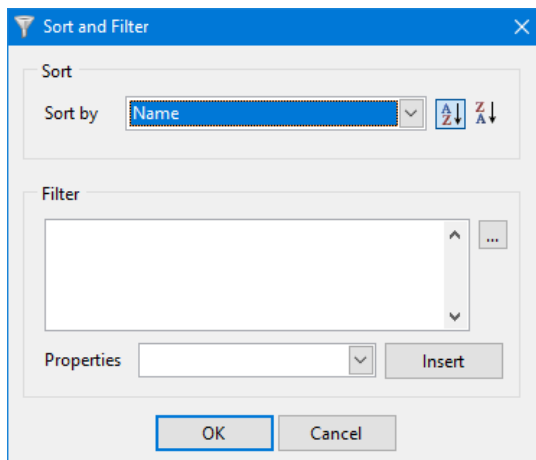 Sort and Filter
Sort
Sort by Name A Z Z A
Filter
...
Properties Insert
OK Cancel